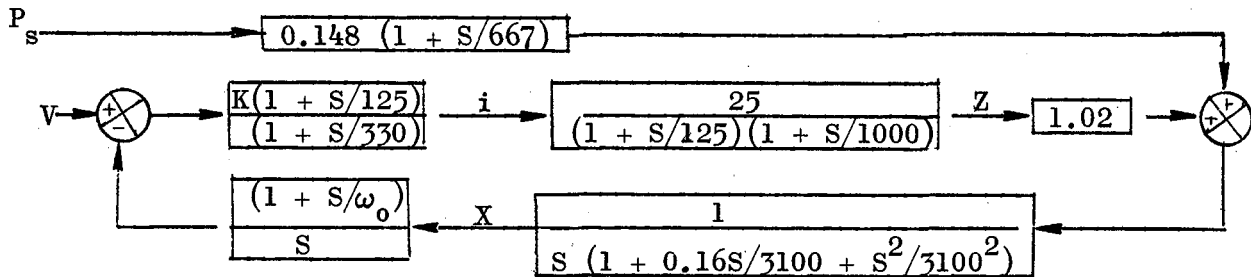 P_s
0.148 (1 + S/667)
V
+
-
K(1 + S/125)
(1 + S/330)
i
25
(1 + S/125)(1 + S/1000)
Z
1.02
+
+
(1 + S/ω_o)
S
X
1
S (1 + 0.16S/3100 + S^2/3100^2)